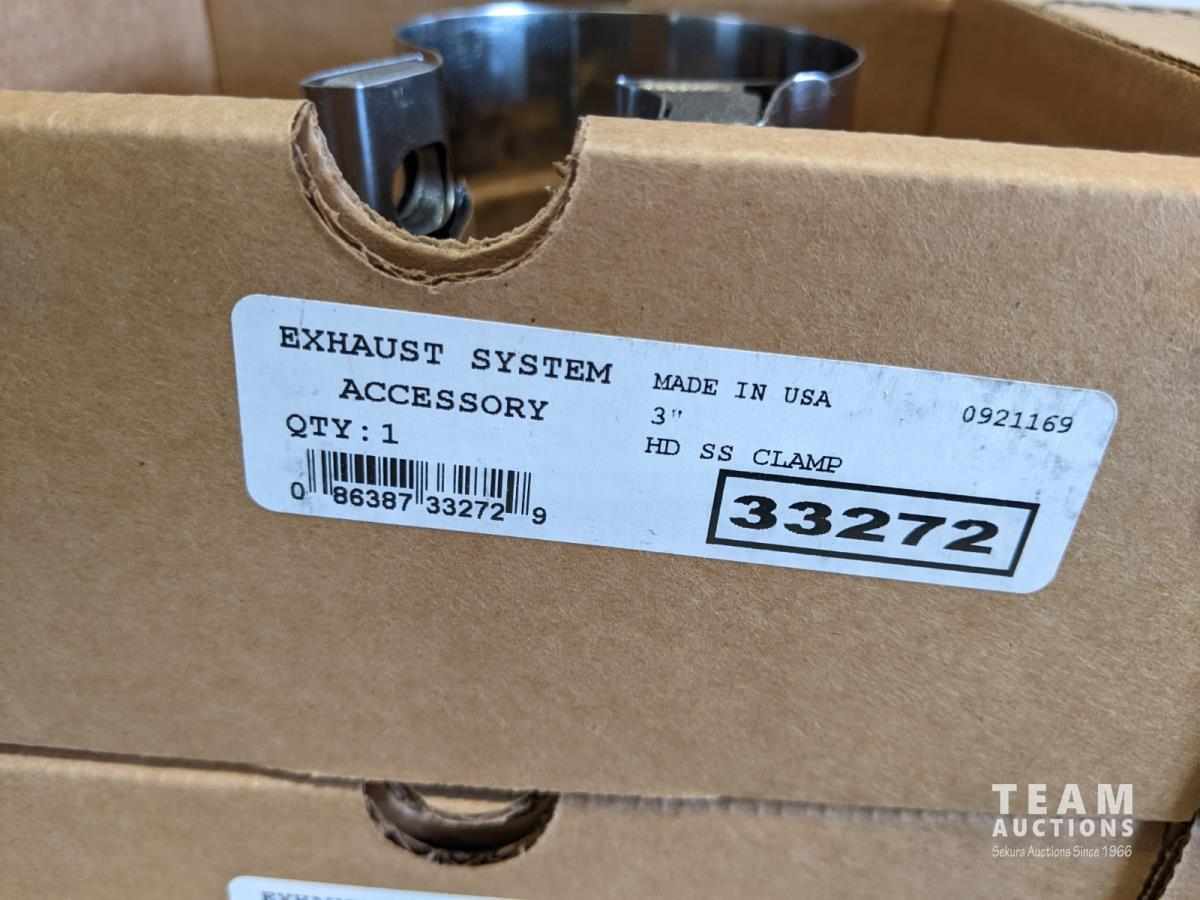 EXHAUST SYSTEM
ACCESSORY
QTY:1
0 86387 33272 9
MADE IN USA
3"
HD SS CLAMP
0921169
33272
TEAM
AUCTIONS
Sekura Auctions Since 1966